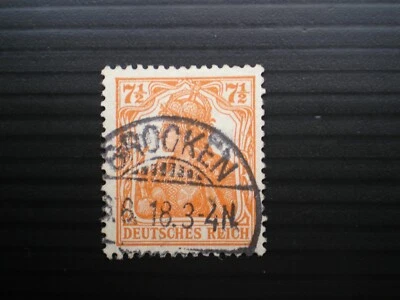 7½ 7½
BROCKEN
8. 18. 3-4N
DEUTSCHES REICH